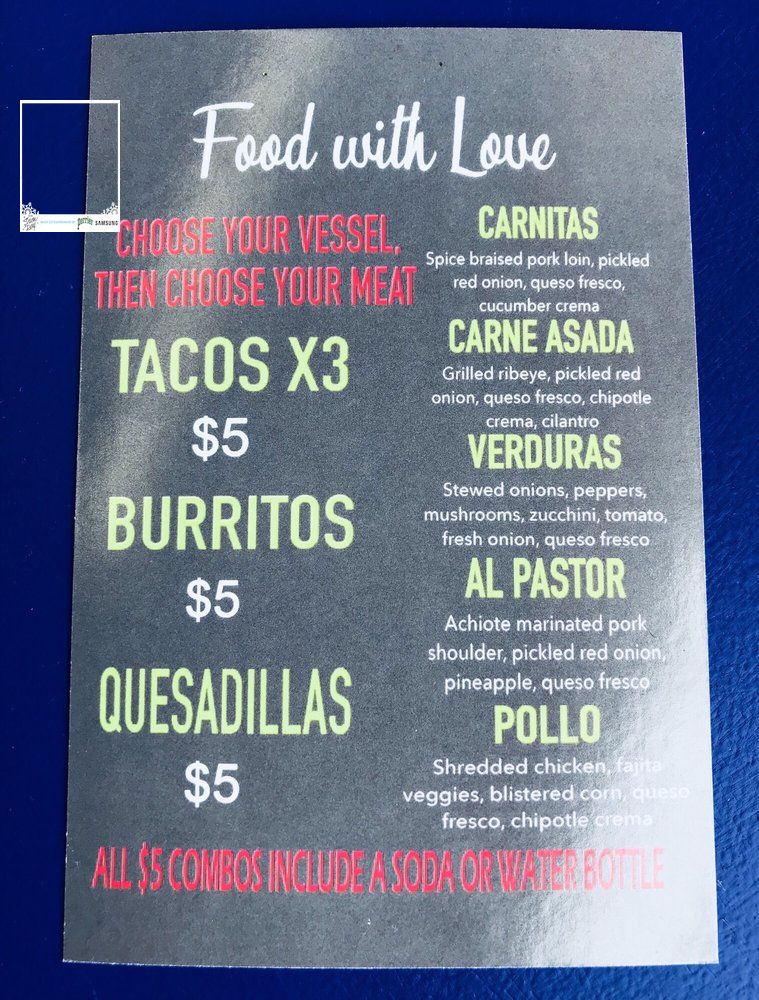 Food with Love
CHOOSE YOUR VESSEL,
THEN CHOOSE YOUR MEAT
TACOS X3
$5
BURRITOS
$5
QUESADILLAS
$5
CARNITAS
Spice braised pork loin, pickled
red onion, queso fresco,
cucumber crema
CARNE ASADA
Grilled ribeye, pickled red
onion, queso fresco, chipotle
crema, cilantro
VERDURAS
Stewed onions, peppers,
mushrooms, zucchini, tomato,
fresh onion, queso fresco
AL PASTOR
Achiote marinated pork
shoulder, pickled red onion,
pineapple, queso fresco
POLLO
Shredded chicken, fajita
veggies, blistered corn, queso
fresco, chipotle crema
ALL $5 COMBOS INCLUDE A SODA OR WATER BOTTLE
SAMSUNG